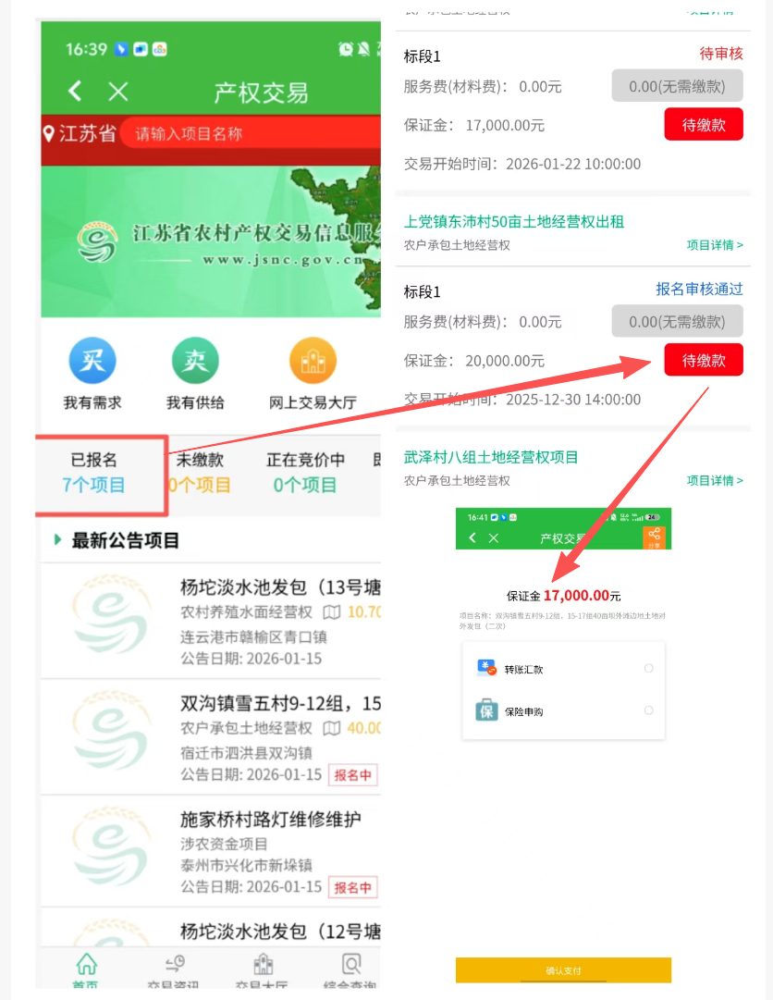 16:39
产权交易
江苏省
请输入项目名称
江苏省农村产权交易信息服
www.jsnc.gov.cn
买
卖
我有需求
我有供给
网上交易大厅
已报名
未缴款
正在竞价中
7个项目
0个项目
0个项目
最新公告项目
杨坨淡水池发包（13号塘
农村养殖水面经营权
10.70
连云港市赣榆区青口镇
公告日期: 2026-01-15
双沟镇雪五村9-12组，15
农户承包土地经营权
40.00
宿迁市泗洪县双沟镇
公告日期: 2026-01-15
报名中
施家桥村路灯维修维护
涉农资金项目
泰州市兴化市新垛镇
公告日期: 2026-01-15
报名中
杨坨淡水池发包（12号塘
首页
交易资讯
交易大厅
综合查询
农户承包土地经营权
项目详情
标段1
待审核
服务费(材料费)： 0.00元
0.00(无需缴款)
保证金： 17,000.00元
待缴款
交易开始时间：2026-01-22 10:00:00
上党镇东沛村50亩土地经营权出租
农户承包土地经营权
项目详情 >
标段1
报名审核通过
服务费(材料费)： 0.00元
0.00(无需缴款)
保证金： 20,000.00元
待缴款
交易开始时间：2025-12-30 14:00:00
武泽村八组土地经营权项目
农户承包土地经营权
项目详情 >
16:41
产权交易
分享
保证金 17,000.00元
项目名称：双沟镇雪五村9-12组，15-17组40亩坝外滩边地土地对
外发包（二次）
转账汇款
保
保险申购
确认支付